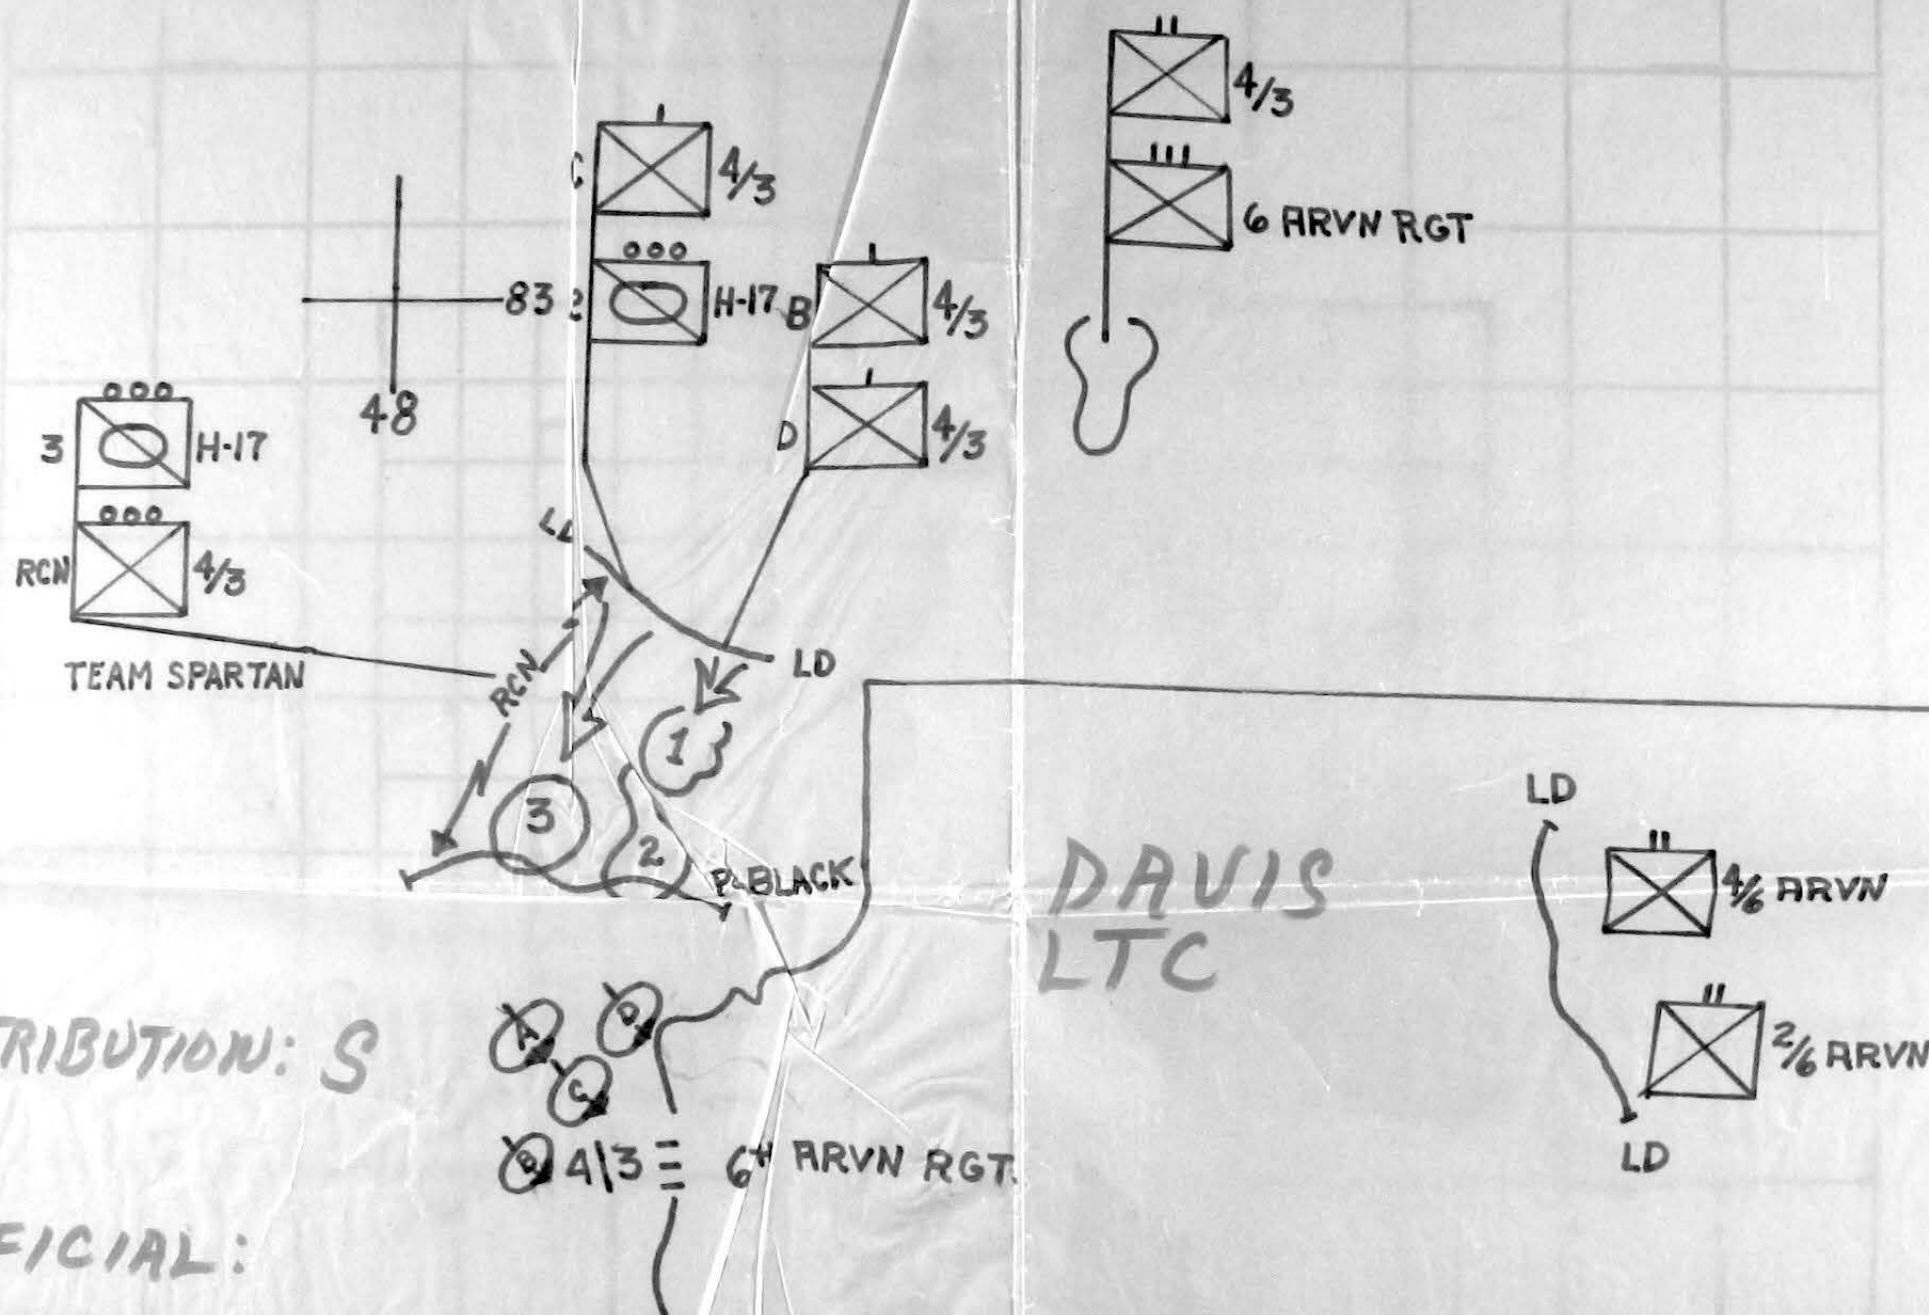 4/3
6 ARVN RGT
C 4/3
83
2 H-17
B 4/3
D 4/3
48
3 H-17
RCN 4/3
TEAM SPARTAN
LD
RCN
1
2
3
PL BLACK
DAVIS
LTC
LD
4/6 ARVN
2/6 ARVN
LD
A
D
C
B 4/3
6th ARVN RGT.
TRIBUTION: S
FICIAL: